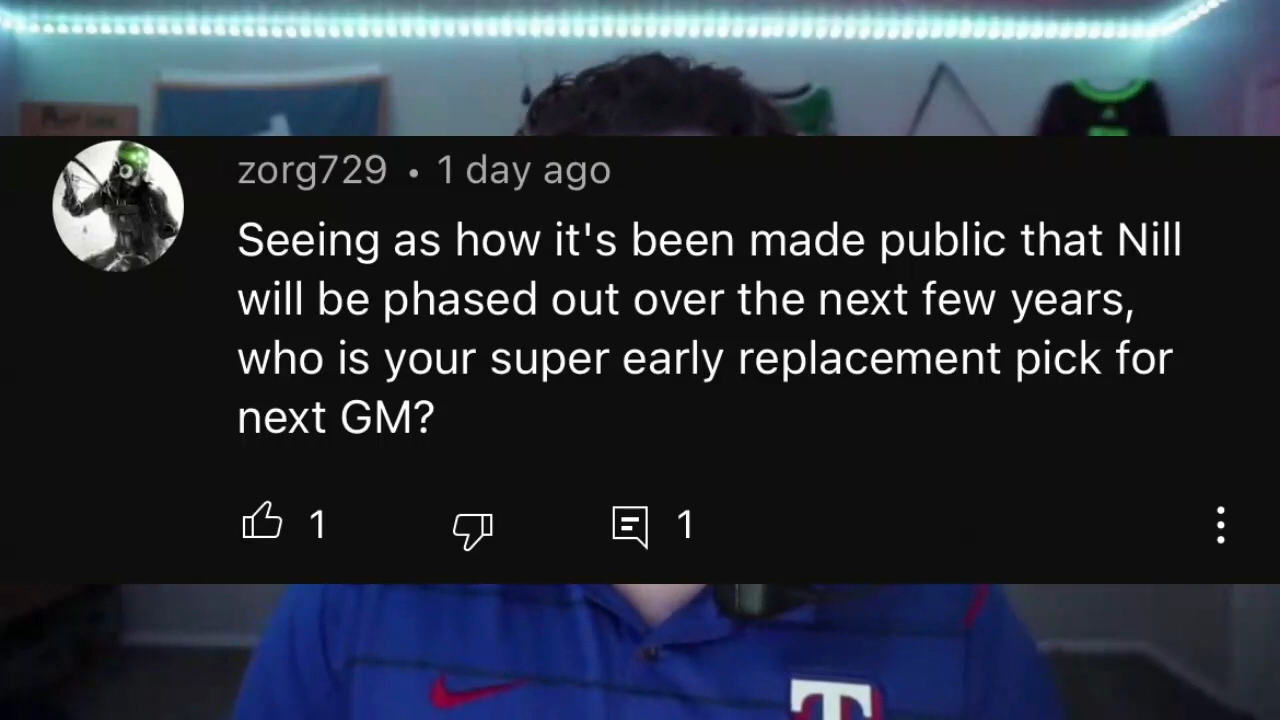 zorg729 • 1 day ago
Seeing as how it's been made public that Nill
will be phased out over the next few years,
who is your super early replacement pick for
next GM?
1
1
T